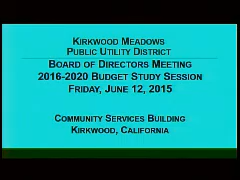 KIRKWOOD MEADOWS
PUBLIC UTILITY DISTRICT
BOARD OF DIRECTORS MEETING
2016-2020 BUDGET STUDY SESSION
FRIDAY, JUNE 12, 2015
COMMUNITY SERVICES BUILDING
KIRKWOOD, CALIFORNIA